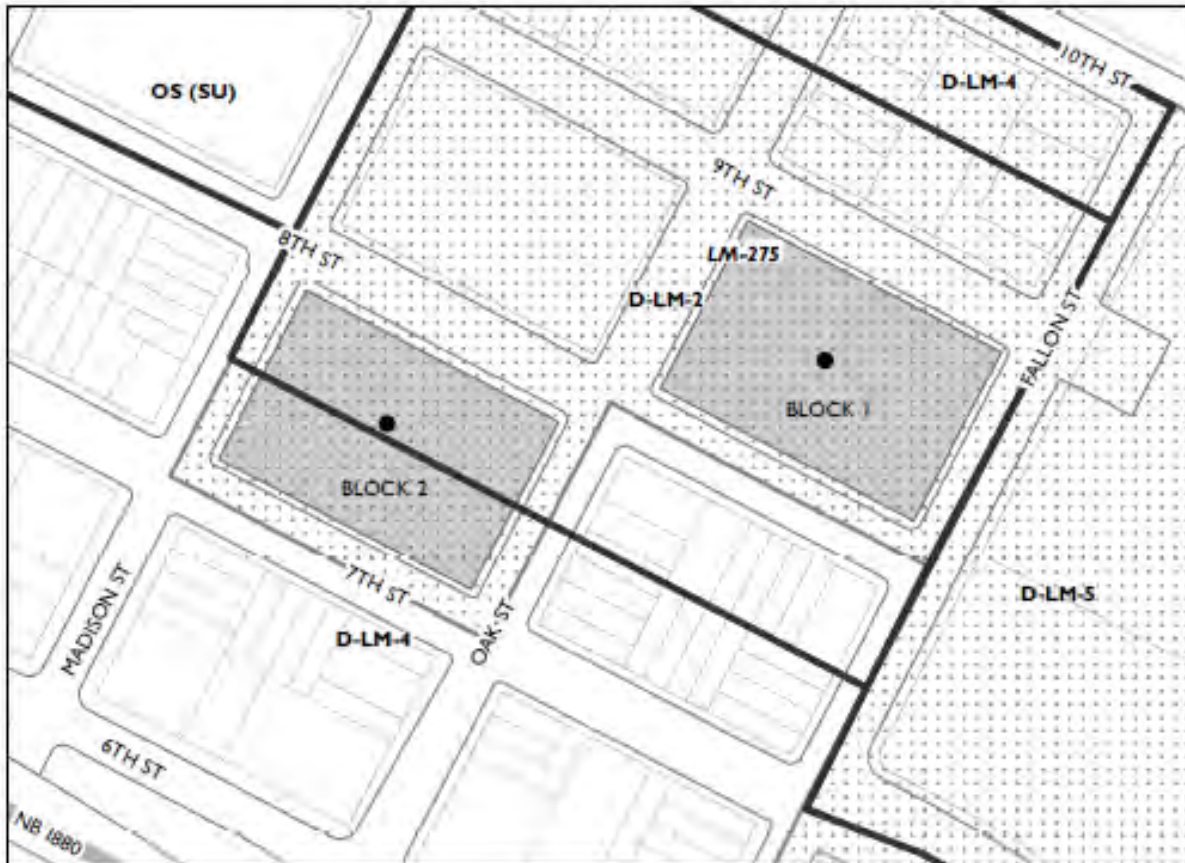 10TH ST
D-LM-4
OS (SU)
9TH ST
8TH ST
LM-275
D-LM-2
FALLON ST
BLOCK 1
BLOCK 2
7TH ST
MADISON ST
OAK ST
D-LM-4
D-LM-5
6TH ST
NB I880